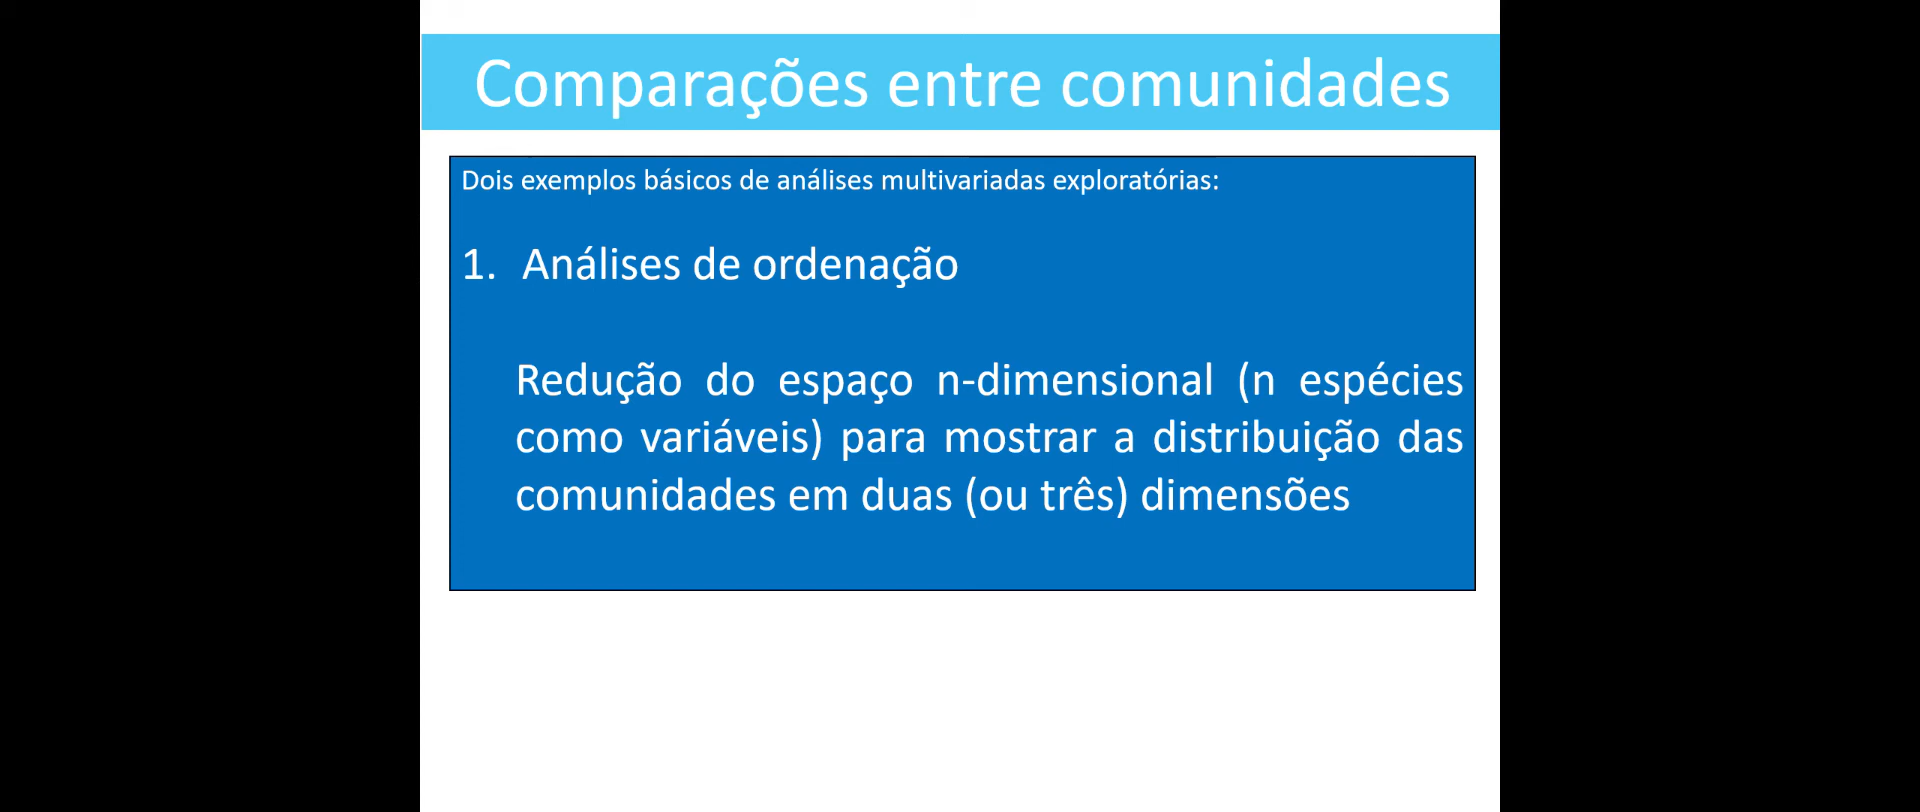 Comparações entre comunidades
Dois exemplos básicos de análises multivariadas exploratórias:
1. Análises de ordenação
Redução do espaço n-dimensional (n espécies
como variáveis) para mostrar a distribuição das
comunidades em duas (ou três) dimensões